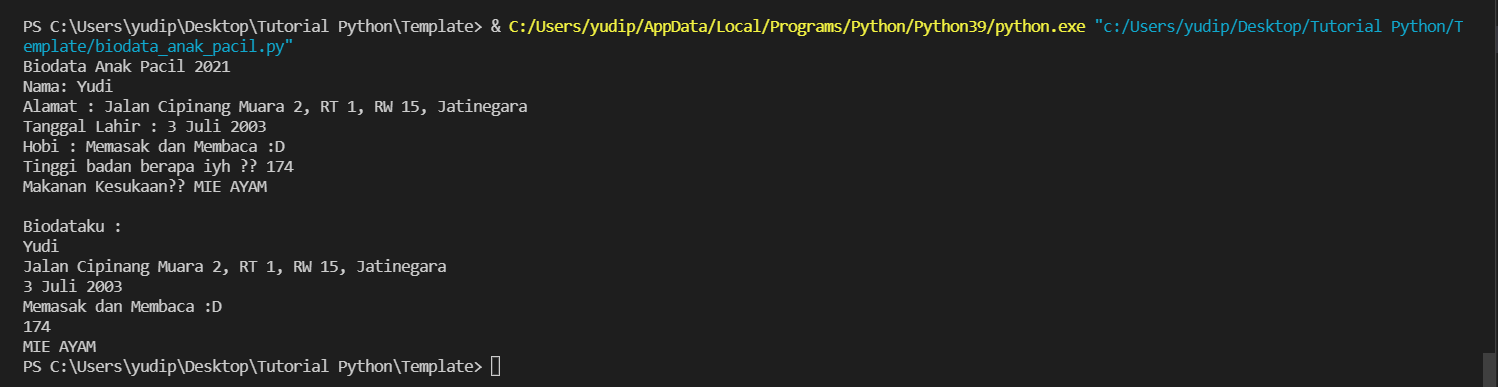 PS C:\Users\yudip\Desktop\Tutorial Python\Template> & C:/Users/yudip/AppData/Local/Programs/Python/Python39/python.exe "c:/Users/yudip/Desktop/Tutorial Python/T
emplate/biodata_anak_pacil.py"
Biodata Anak Pacil 2021
Nama: Yudi
Alamat : Jalan Cipinang Muara 2, RT 1, RW 15, Jatinegara
Tanggal Lahir : 3 Juli 2003
Hobi : Memasak dan Membaca :D
Tinggi badan berapa iyh ?? 174
Makanan Kesukaan?? MIE AYAM

Biodataku :
Yudi
Jalan Cipinang Muara 2, RT 1, RW 15, Jatinegara
3 Juli 2003
Memasak dan Membaca :D
174
MIE AYAM
PS C:\Users\yudip\Desktop\Tutorial Python\Template>